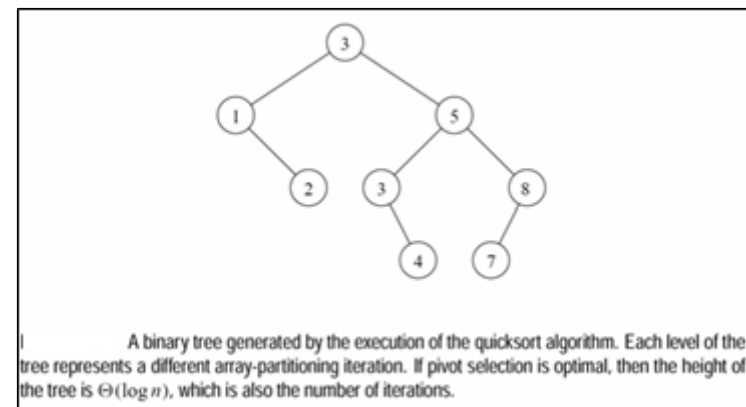 3
1 5
2 3 8
4 7
A binary tree generated by the execution of the quicksort algorithm. Each level of the
tree represents a different array-partitioning iteration. If pivot selection is optimal, then the height of
the tree is Θ(log n), which is also the number of iterations.